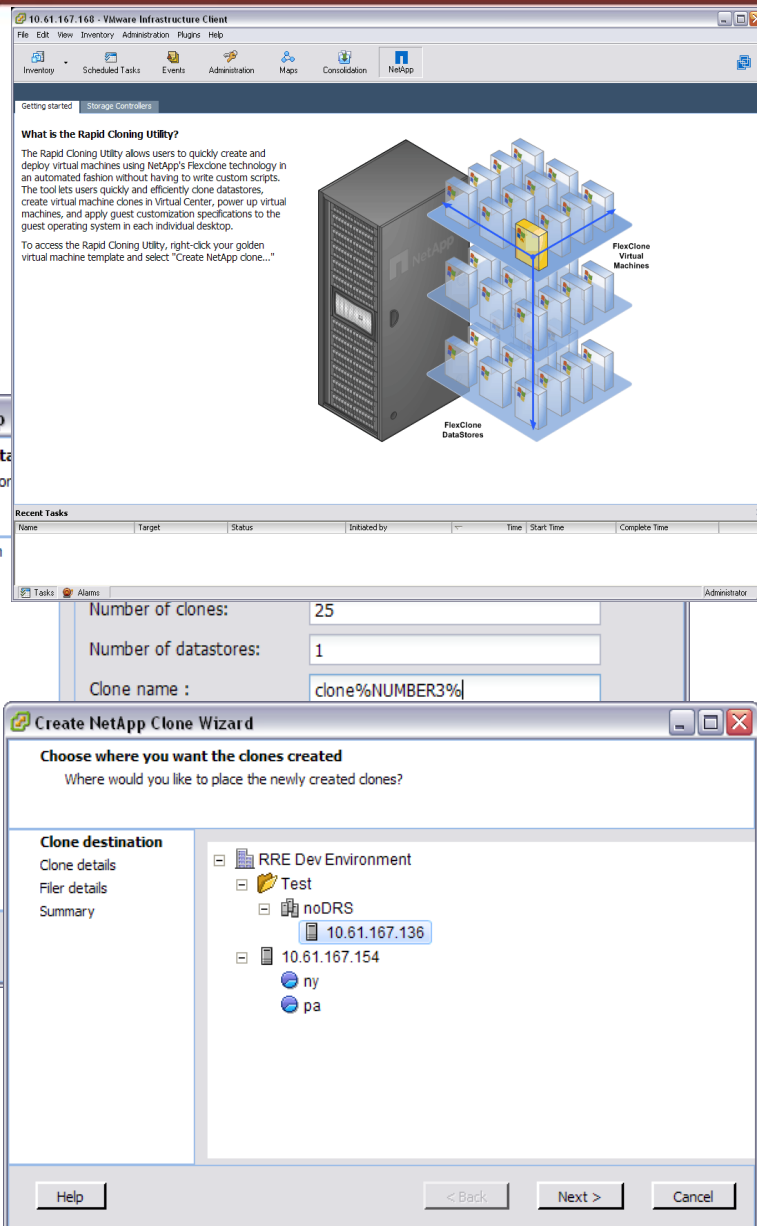 10.61.167.168 - VMware Infrastructure Client
File Edit View Inventory Administration Plugins Help
Inventory Scheduled Tasks Events Administration Maps Consolidation NetApp
Getting started Storage Controllers
What is the Rapid Cloning Utility?
The Rapid Cloning Utility allows users to quickly create and
deploy virtual machines using NetApp's Flexclone technology in
an automated fashion without having to write custom scripts.
The tool lets users quickly and efficiently clone datastores,
create virtual machine clones in Virtual Center, power up virtual
machines, and apply guest customization specifications to the
guest operating system in each individual desktop.
To access the Rapid Cloning Utility, right-click your golden
virtual machine template and select "Create NetApp clone..."
NetApp
FlexClone
Virtual
Machines
FlexClone
DataStores
Recent Tasks
Name Target Status Initiated by Time Start Time Complete Time
Tasks Alarms Administrator
Number of clones: 25
Number of datastores: 1
Clone name : clone%NUMBER3%
Create NetApp Clone Wizard
Choose where you want the clones created
Where would you like to place the newly created clones?
Clone destination
Clone details
Filer details
Summary
RRE Dev Environment
Test
noDRS
10.61.167.136
10.61.167.154
ny
pa
Help < Back Next > Cancel